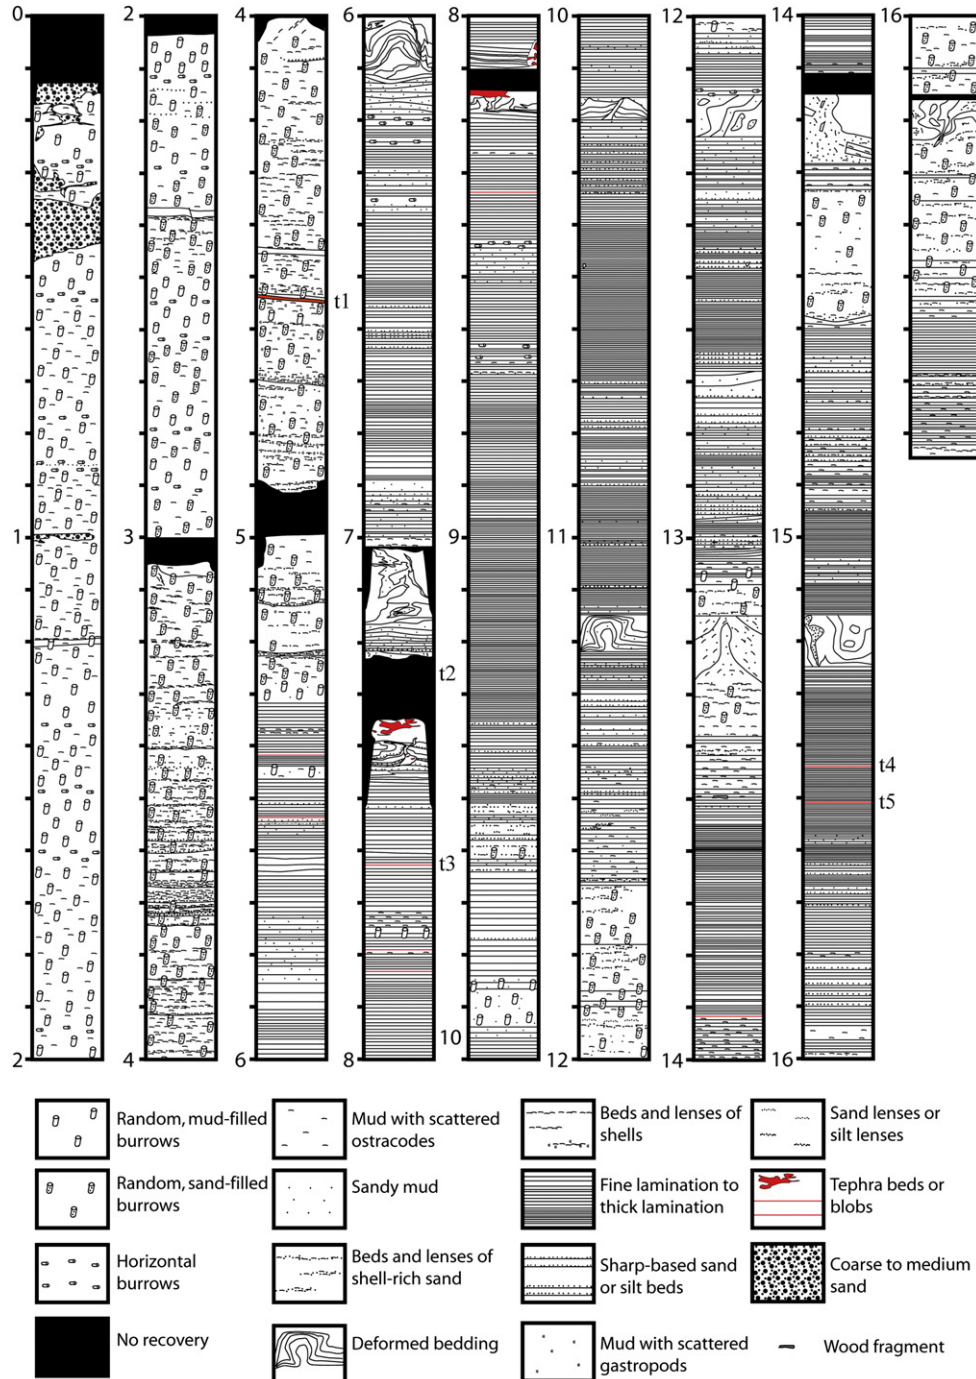 0
2
4
6
8
10
12
14
16
t1
1
3
5
7
9
11
13
15
t2
t4
t5
t3
10
2
4
6
8
12
14
16
Random, mud-filled
burrows
Mud with scattered
ostracodes
Beds and lenses of
shells
Sand lenses or
silt lenses
Random, sand-filled
burrows
Sandy mud
Fine lamination to
thick lamination
Tephra beds or
blobs
Horizontal
burrows
Beds and lenses of
shell-rich sand
Sharp-based sand
or silt beds
Coarse to medium
sand
No recovery
Deformed bedding
Mud with scattered
gastropods
Wood fragment